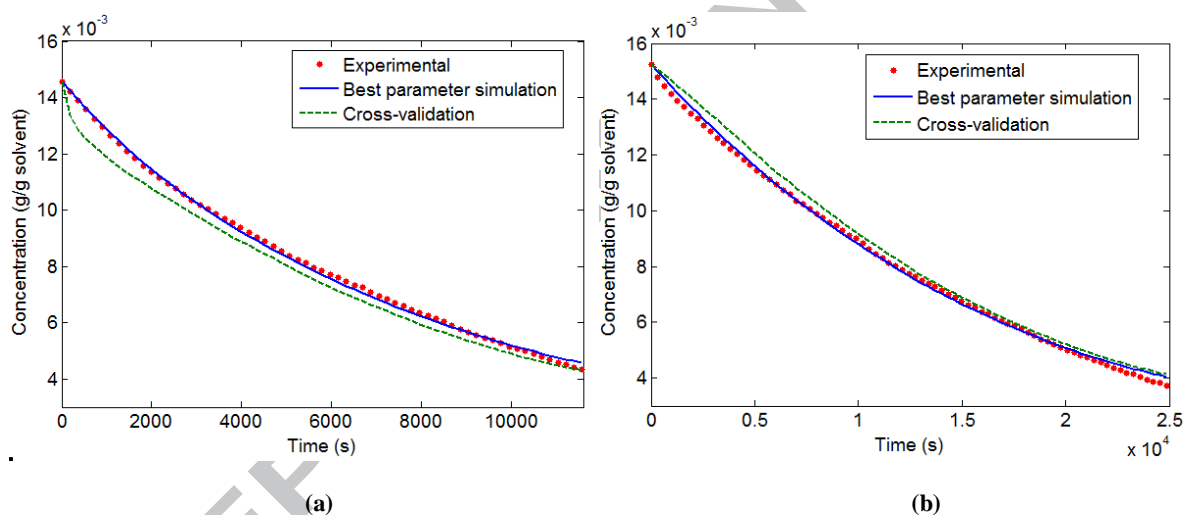 x 10⁻³
16
14
12
10
8
6
4
Concentration (g/g solvent)
0
2000
4000
6000
8000
10000
Time (s)
Experimental
Best parameter simulation
Cross-validation
(a)
x 10⁻³
16
14
12
10
8
6
4
Concentration (g/g solvent)
0
0.5
1
1.5
2
2.5
x 10⁴
Time (s)
Experimental
Best parameter simulation
Cross-validation
(b)